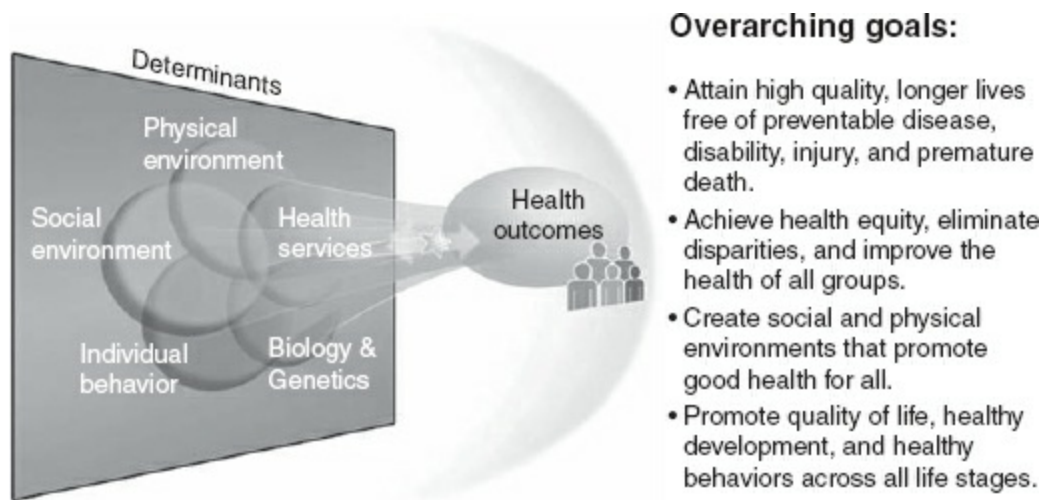 Determinants
Physical
environment
Social
environment
Health
services
Individual
behavior
Biology &
Genetics
Health
outcomes
Overarching goals:
• Attain high quality, longer lives
free of preventable disease,
disability, injury, and premature
death.
• Achieve health equity, eliminate
disparities, and improve the
health of all groups.
• Create social and physical
environments that promote
good health for all.
• Promote quality of life, healthy
development, and healthy
behaviors across all life stages.